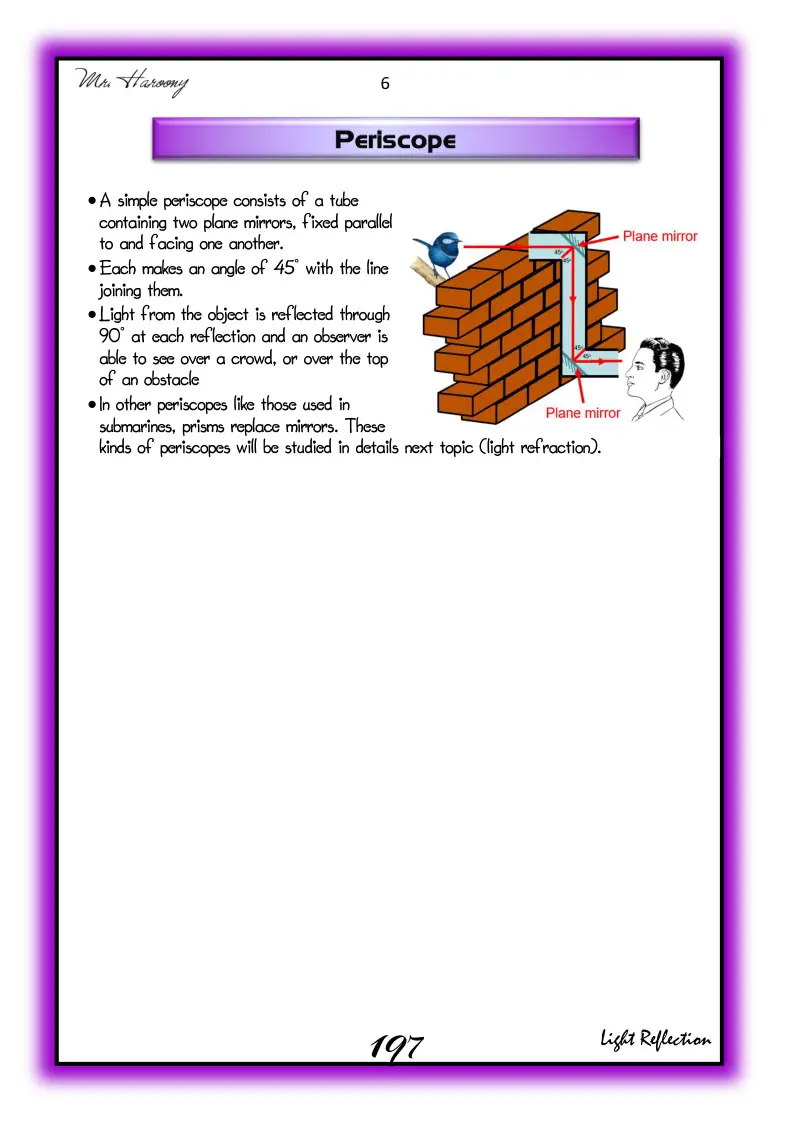 Mr. Haroony
6
Periscope
• A simple periscope consists of a tube
containing two plane mirrors, fixed parallel
to and facing one another.
• Each makes an angle of 45° with the line
joining them.
• Light from the object is reflected through
90° at each reflection and an observer is
able to see over a crowd, or over the top
of an obstacle
• In other periscopes like those used in
submarines, prisms replace mirrors. These
kinds of periscopes will be studied in details next topic (light refraction).
Plane mirror
45°
45°
45°
45°
Plane mirror
197
Light Reflection